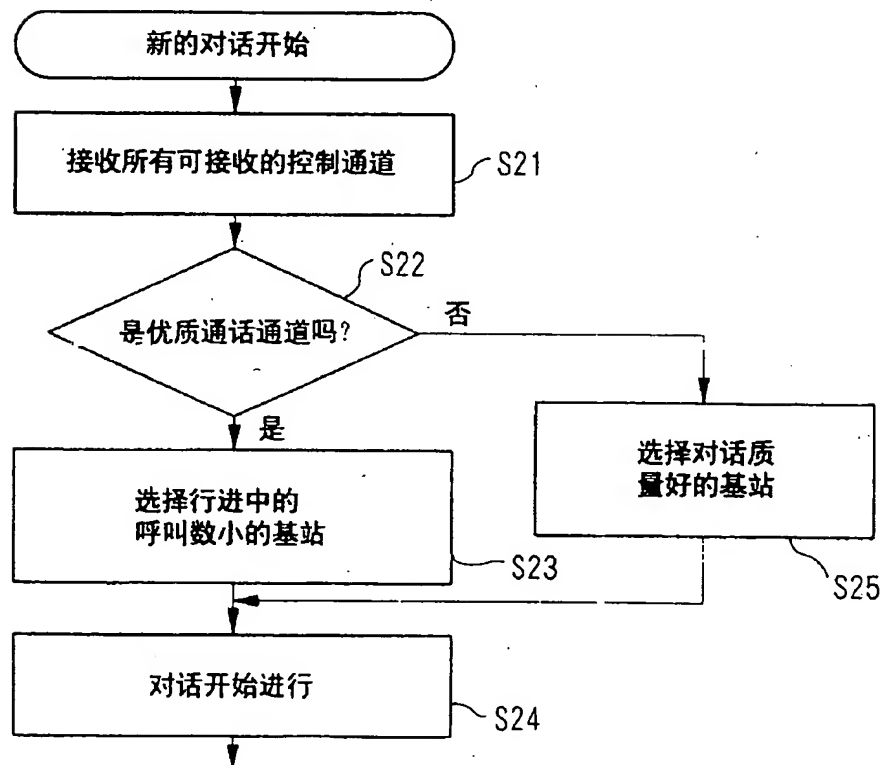 新的对话开始
接收所有可接收的控制通道
S21
S22
是优质通话通道吗?
否
是
选择行进中的
呼叫数小的基站
S23
选择对话质
量好的基站
S25
对话开始进行
S24